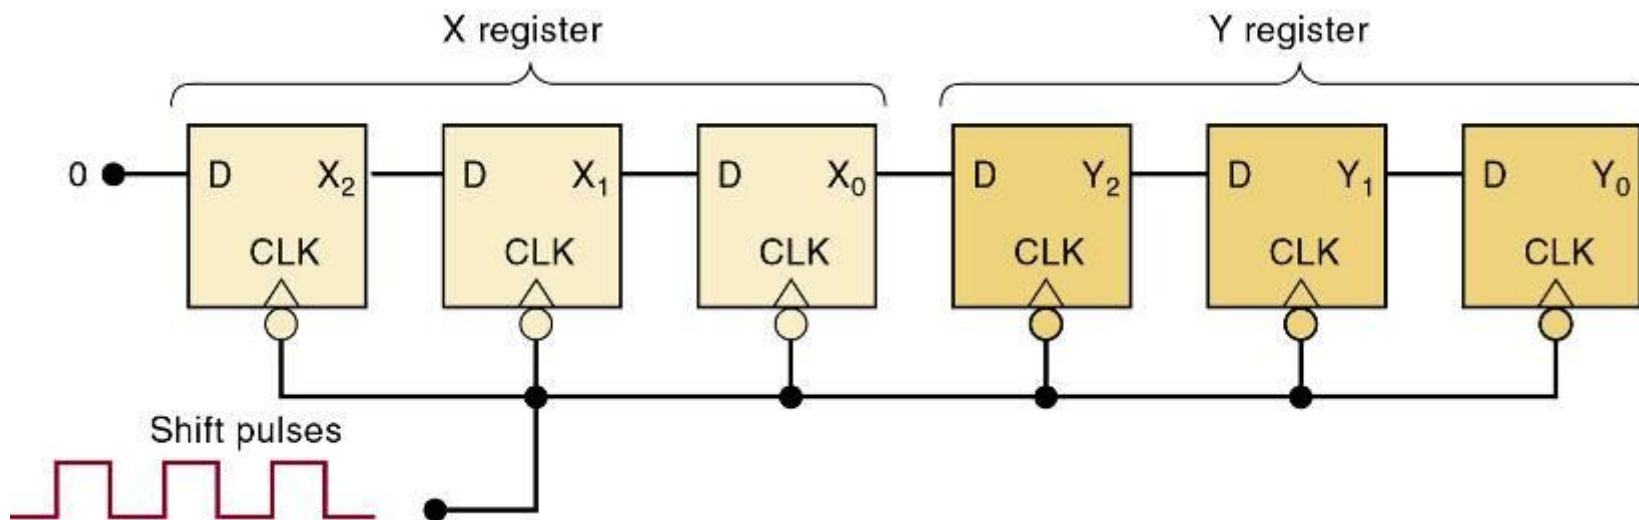 X register
Y register
0
D X₂ D X₁ D X₀ D Y₂ D Y₁ D Y₀
CLK CLK CLK CLK CLK CLK
Shift pulses